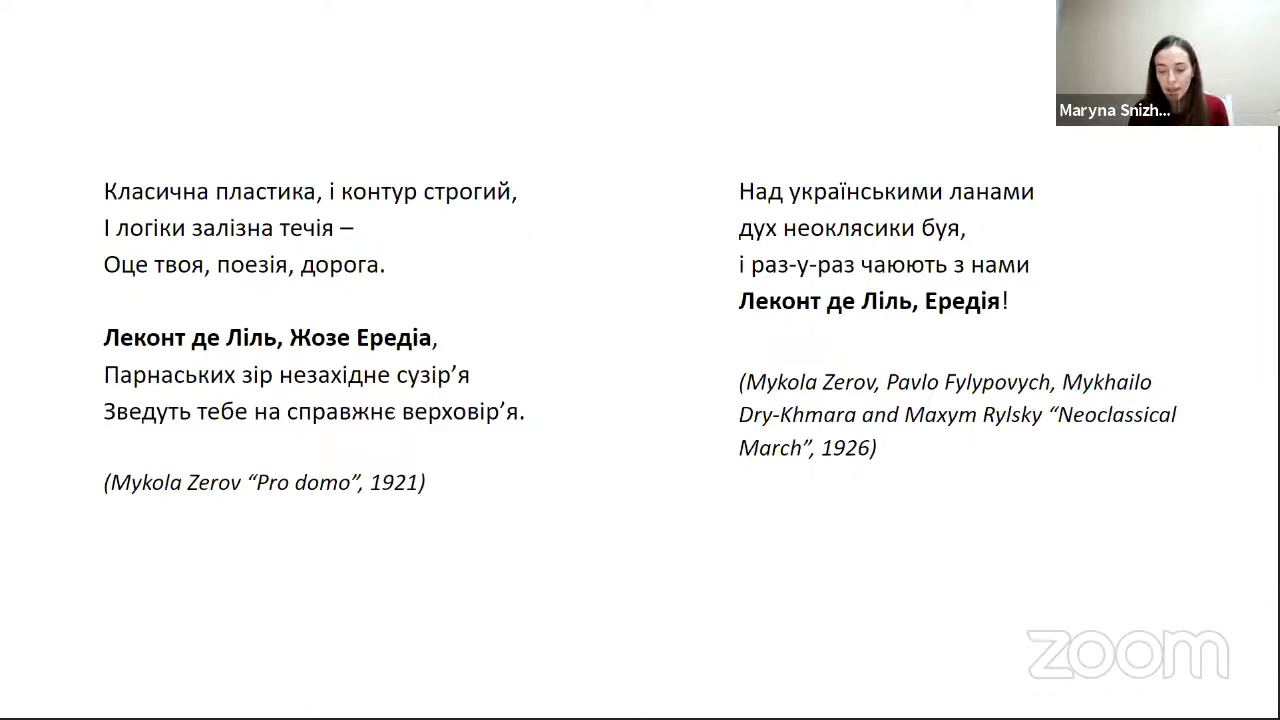 Maryna Snizh...
Класична пластика, і контур строгий,
І логіки залізна течія –
Оце твоя, поезія, дорога.
Леконт де Ліль, Жозе Ередіа,
Парнаських зір незахідне сузір’я
Зведуть тебе на справжнє верховір’я.
(Mykola Zerov “Pro domo”, 1921)
Над українськими ланами
дух неоклясики буя,
і раз-у-раз чаюють з нами
Леконт де Ліль, Ередія!
(Mykola Zerov, Pavlo Fylypovych, Mykhailo
Dry-Khmara and Maxym Rylsky “Neoclassical
March”, 1926)
zoom